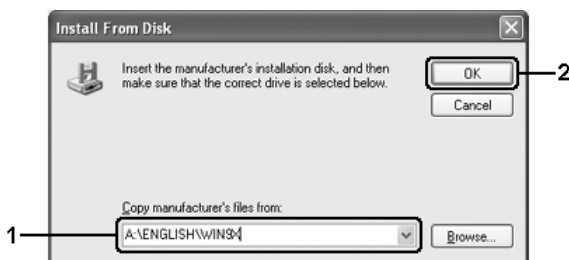 Install From Disk
Insert the manufacturer's installation disk, and then
make sure that the correct drive is selected below.
OK
2
Cancel
Copy manufacturer's files from:
1
A:\ENGLISH\WIN9X
Browse...